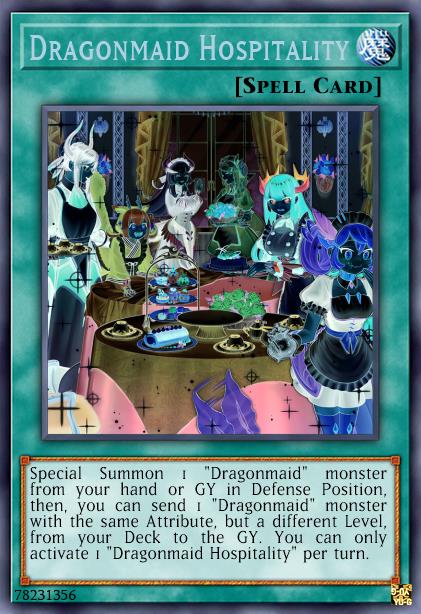 Dragonmaid Hospitality
魔
[Spell Card]
Special Summon 1 "Dragonmaid" monster
from your hand or GY in Defense Position,
then, you can send 1 "Dragonmaid" monster
with the same Attribute, but a different Level,
from your Deck to the GY. You can only
activate 1 "Dragonmaid Hospitality" per turn.
78231356